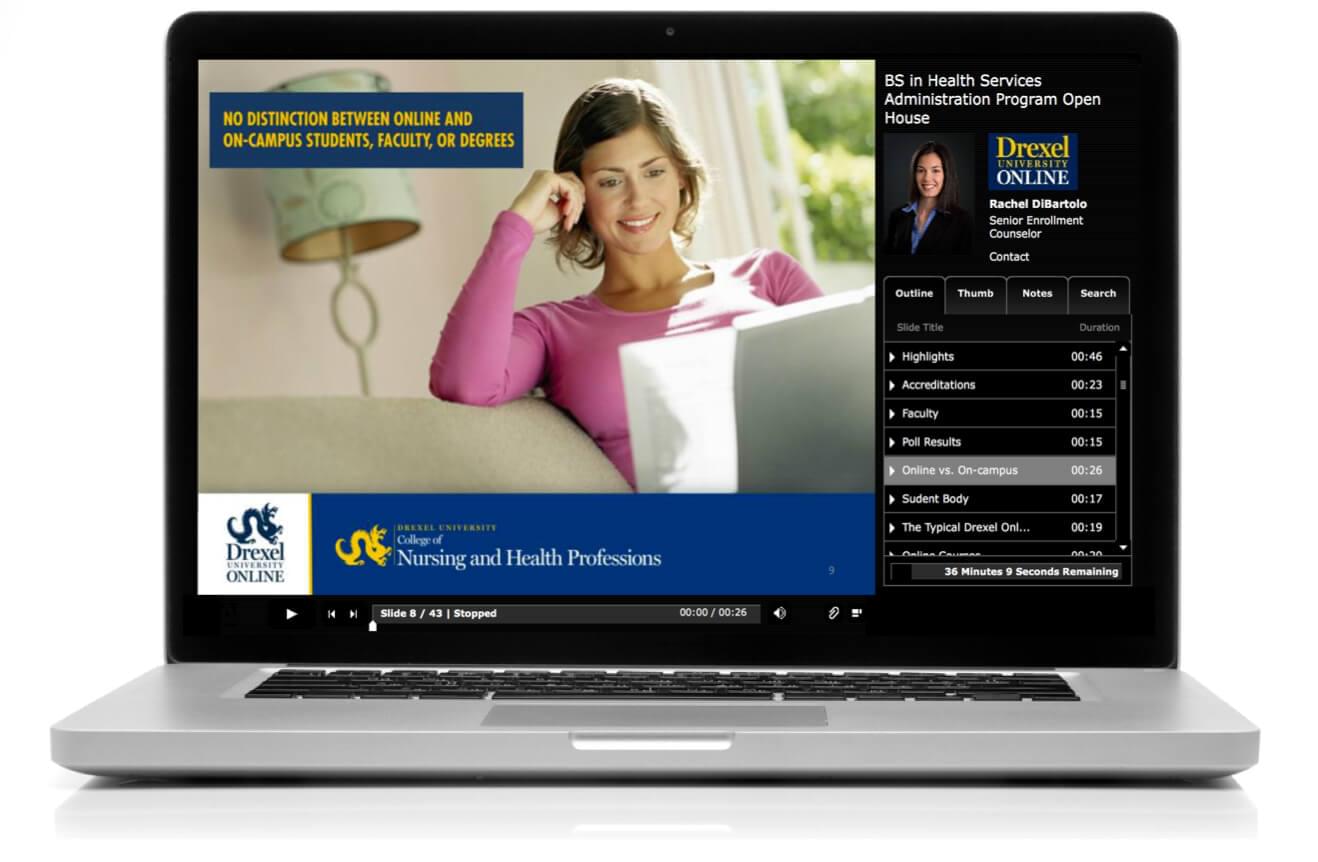 NO DISTINCTION BETWEEN ONLINE AND
ON-CAMPUS STUDENTS, FACULTY, OR DEGREES
Drexel
UNIVERSITY
ONLINE
DREXEL UNIVERSITY
College of
Nursing and Health Professions
9
Slide 8 / 43 | Stopped
00:00 / 00:26
BS in Health Services
Administration Program Open
House
Drexel
UNIVERSITY
ONLINE
Rachel DiBartolo
Senior Enrollment
Counselor
Contact
Outline Thumb Notes Search
Slide Title Duration
Highlights 00:46
Accreditations 00:23
Faculty 00:15
Poll Results 00:15
Online vs. On-campus 00:26
Sudent Body 00:17
The Typical Drexel Onl... 00:19
Online Courses 00:20
36 Minutes 9 Seconds Remaining